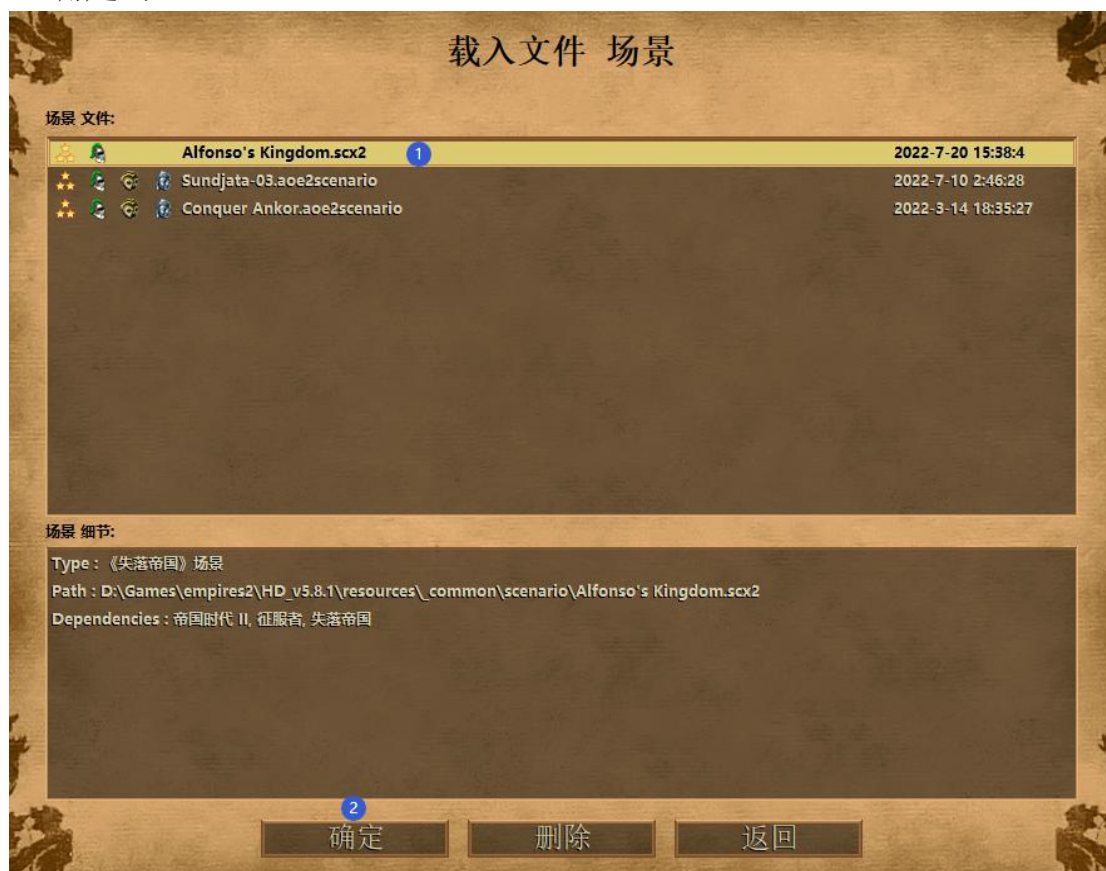 载入文件 场景
场景 文件:
Alfonso's Kingdom.scx2 1 2022-7-20 15:38:4
Sundjata-03.aoe2scenario 2022-7-10 2:46:28
Conquer Ankor.aoe2scenario 2022-3-14 18:35:27
场景 细节:
Type : 《失落帝国》场景
Path : D:\Games\empires2\HD_v5.8.1\resources\_common\scenario\Alfonso's Kingdom.scx2
Dependencies : 帝国时代 II, 征服者, 失落帝国
2
确定 删除 返回